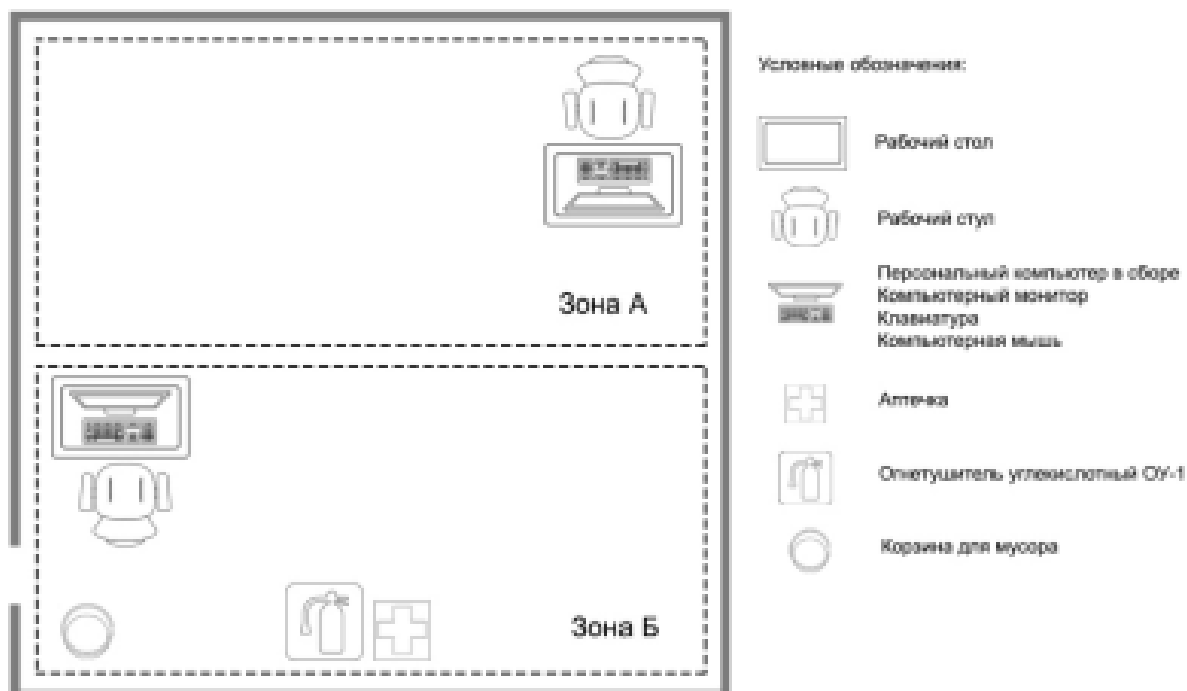 Условные обозначения:
Рабочий стол
Рабочий стул
Персональный компьютер в сборе
Компьютерный монитор
Клавиатура
Компьютерная мышь
Зона А
Аптечка
Огнетушитель углекислотный ОУ-1
Корзина для мусора
Зона Б